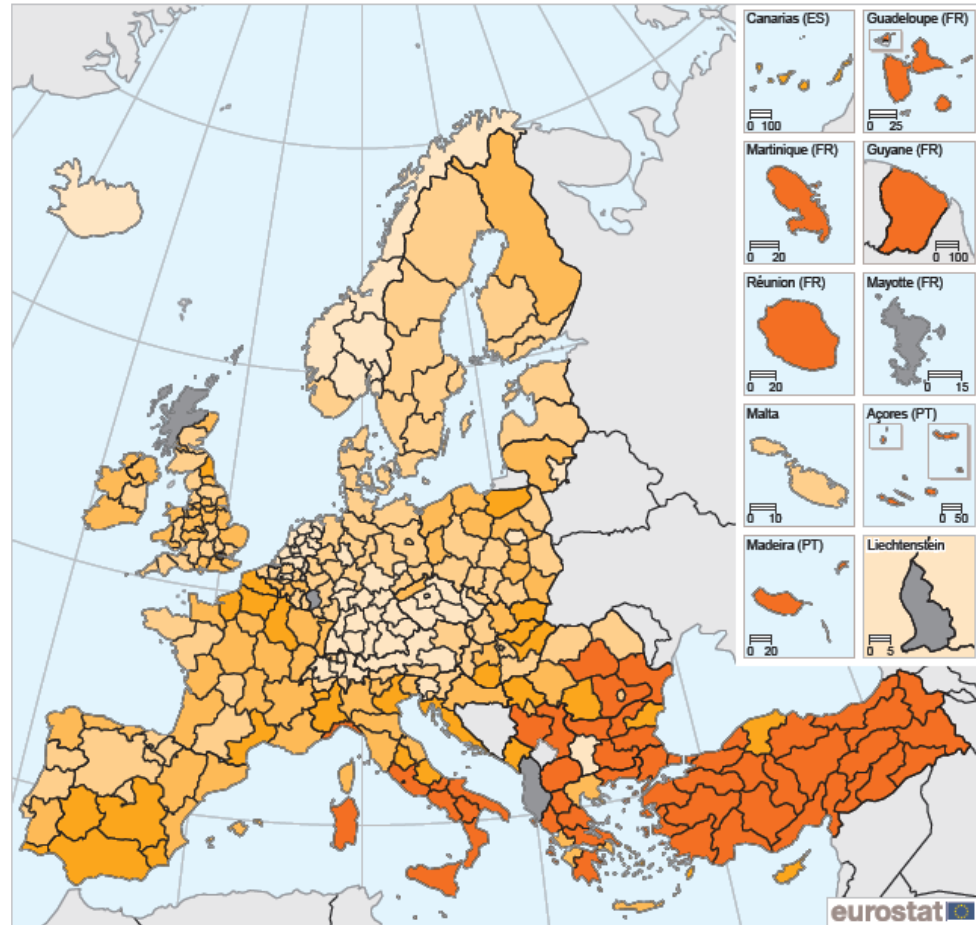 Canarias (ES)
0 100
Guadeloupe (FR)
0 25
Martinique (FR)
0 20
Guyane (FR)
0 100
Réunion (FR)
0 20
Mayotte (FR)
0 15
Malta
0 10
Açores (PT)
0 50
Madeira (PT)
0 20
Liechtenstein
0 5
eurostat